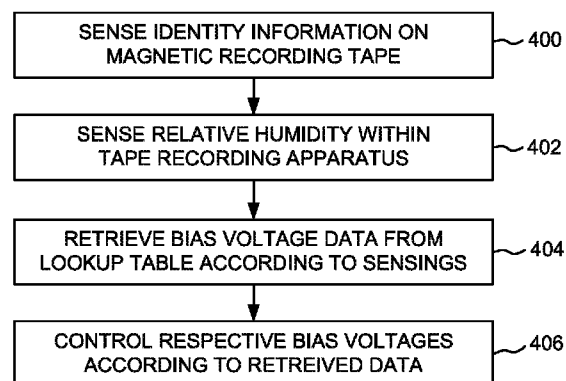 SENSE IDENTITY INFORMATION ON
MAGNETIC RECORDING TAPE
400
SENSE RELATIVE HUMIDITY WITHIN
TAPE RECORDING APPARATUS
402
RETRIEVE BIAS VOLTAGE DATA FROM
LOOKUP TABLE ACCORDING TO SENSINGS
404
CONTROL RESPECTIVE BIAS VOLTAGES
ACCORDING TO RETREIVED DATA
406